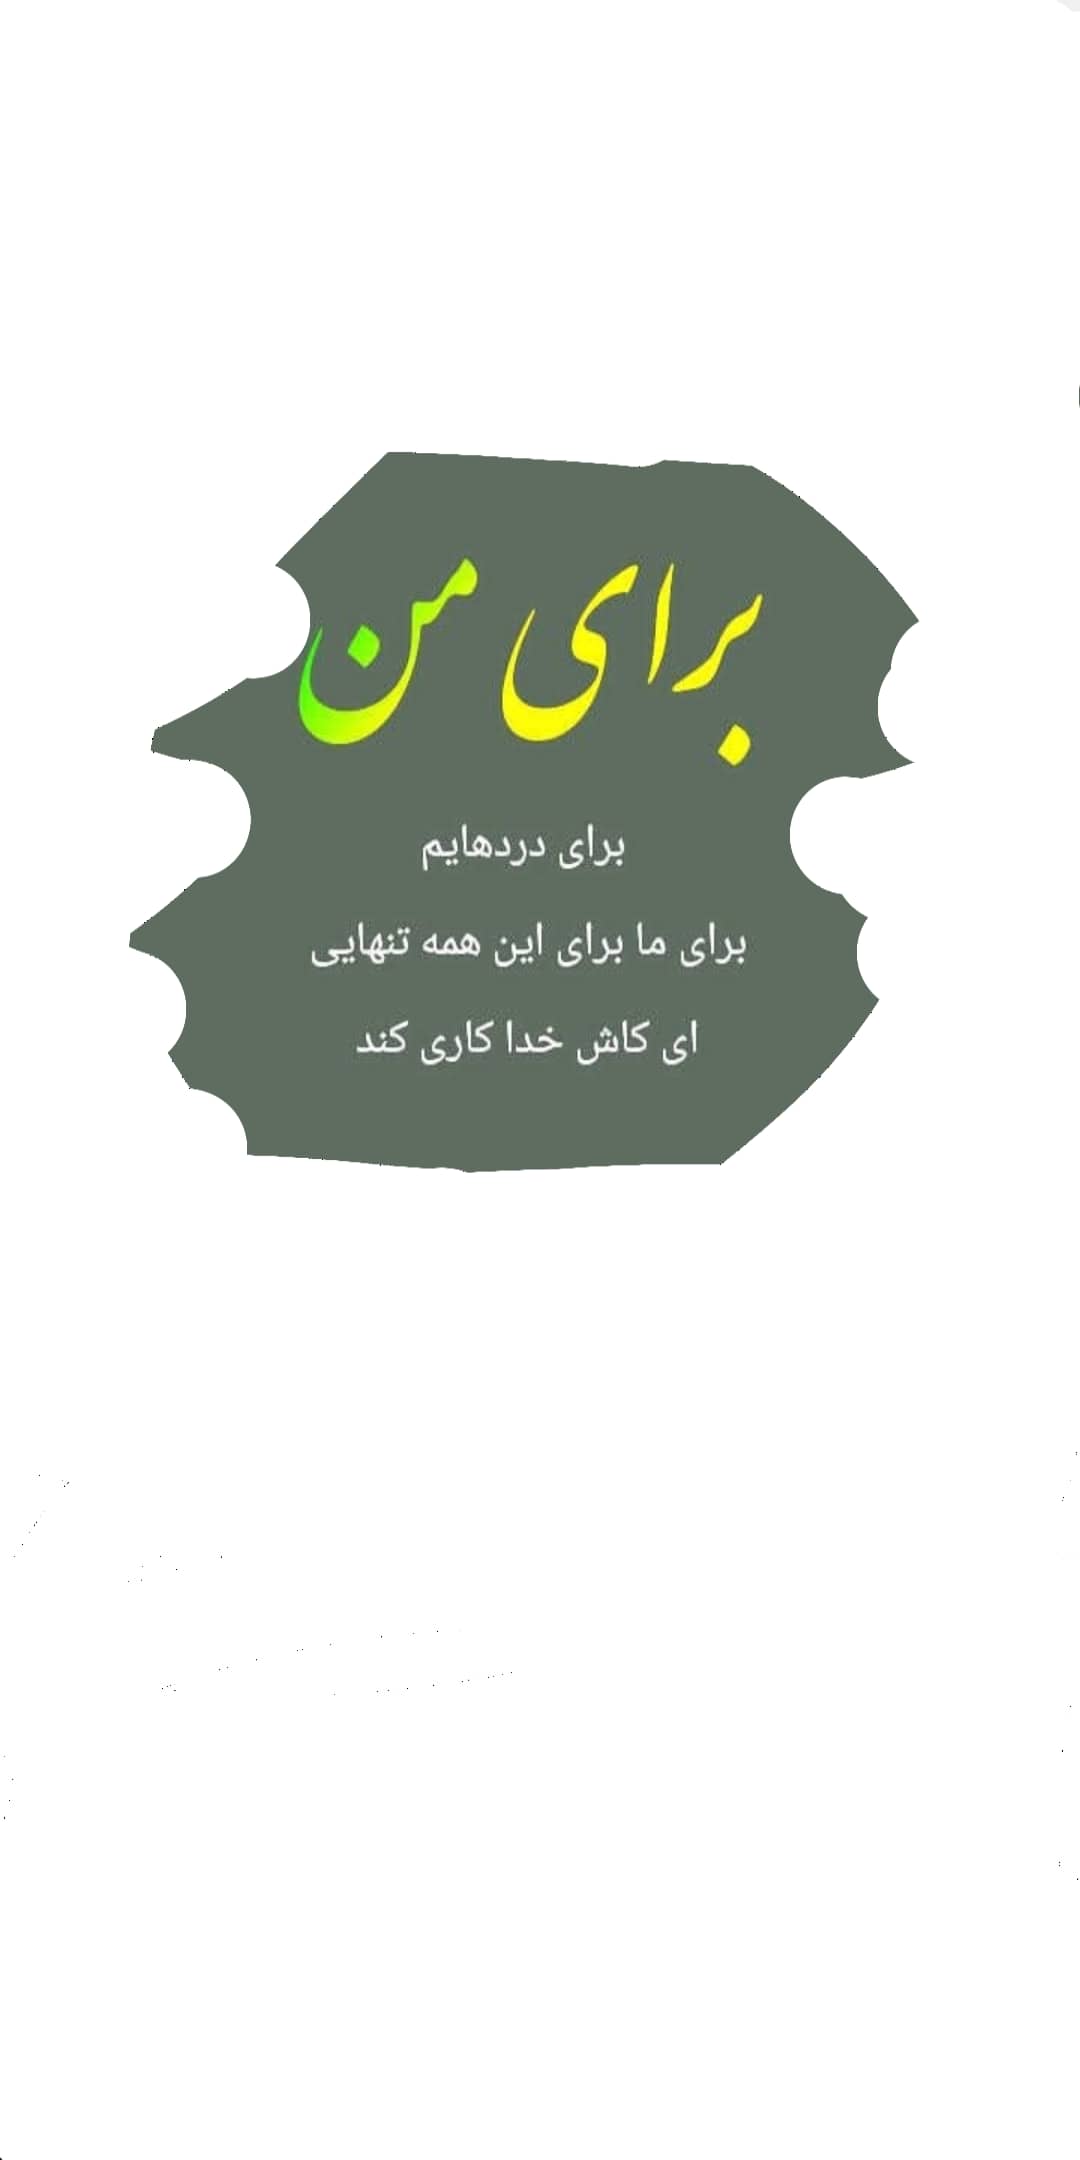 برای من
برای دردهایم
برای ما برای این همه تنهایی
ای کاش خدا کاری کند